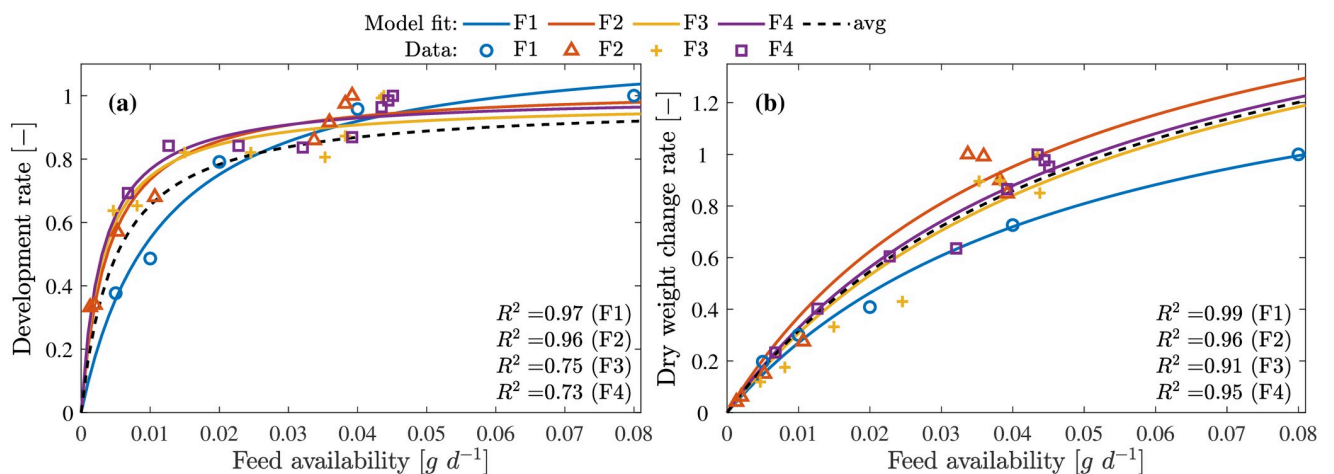 Model fit: F1 F2 F3 F4 avg
Data: F1 F2 F3 F4
(a)
Development rate [−]
1
0.8
0.6
0.4
0.2
0
R² =0.97 (F1)
R² =0.96 (F2)
R² =0.75 (F3)
R² =0.73 (F4)
0 0.01 0.02 0.03 0.04 0.05 0.06 0.07 0.08
Feed availability [g d⁻¹]
(b)
Dry weight change rate [−]
1.2
1
0.8
0.6
0.4
0.2
0
R² =0.99 (F1)
R² =0.96 (F2)
R² =0.91 (F3)
R² =0.95 (F4)
0 0.01 0.02 0.03 0.04 0.05 0.06 0.07 0.08
Feed availability [g d⁻¹]